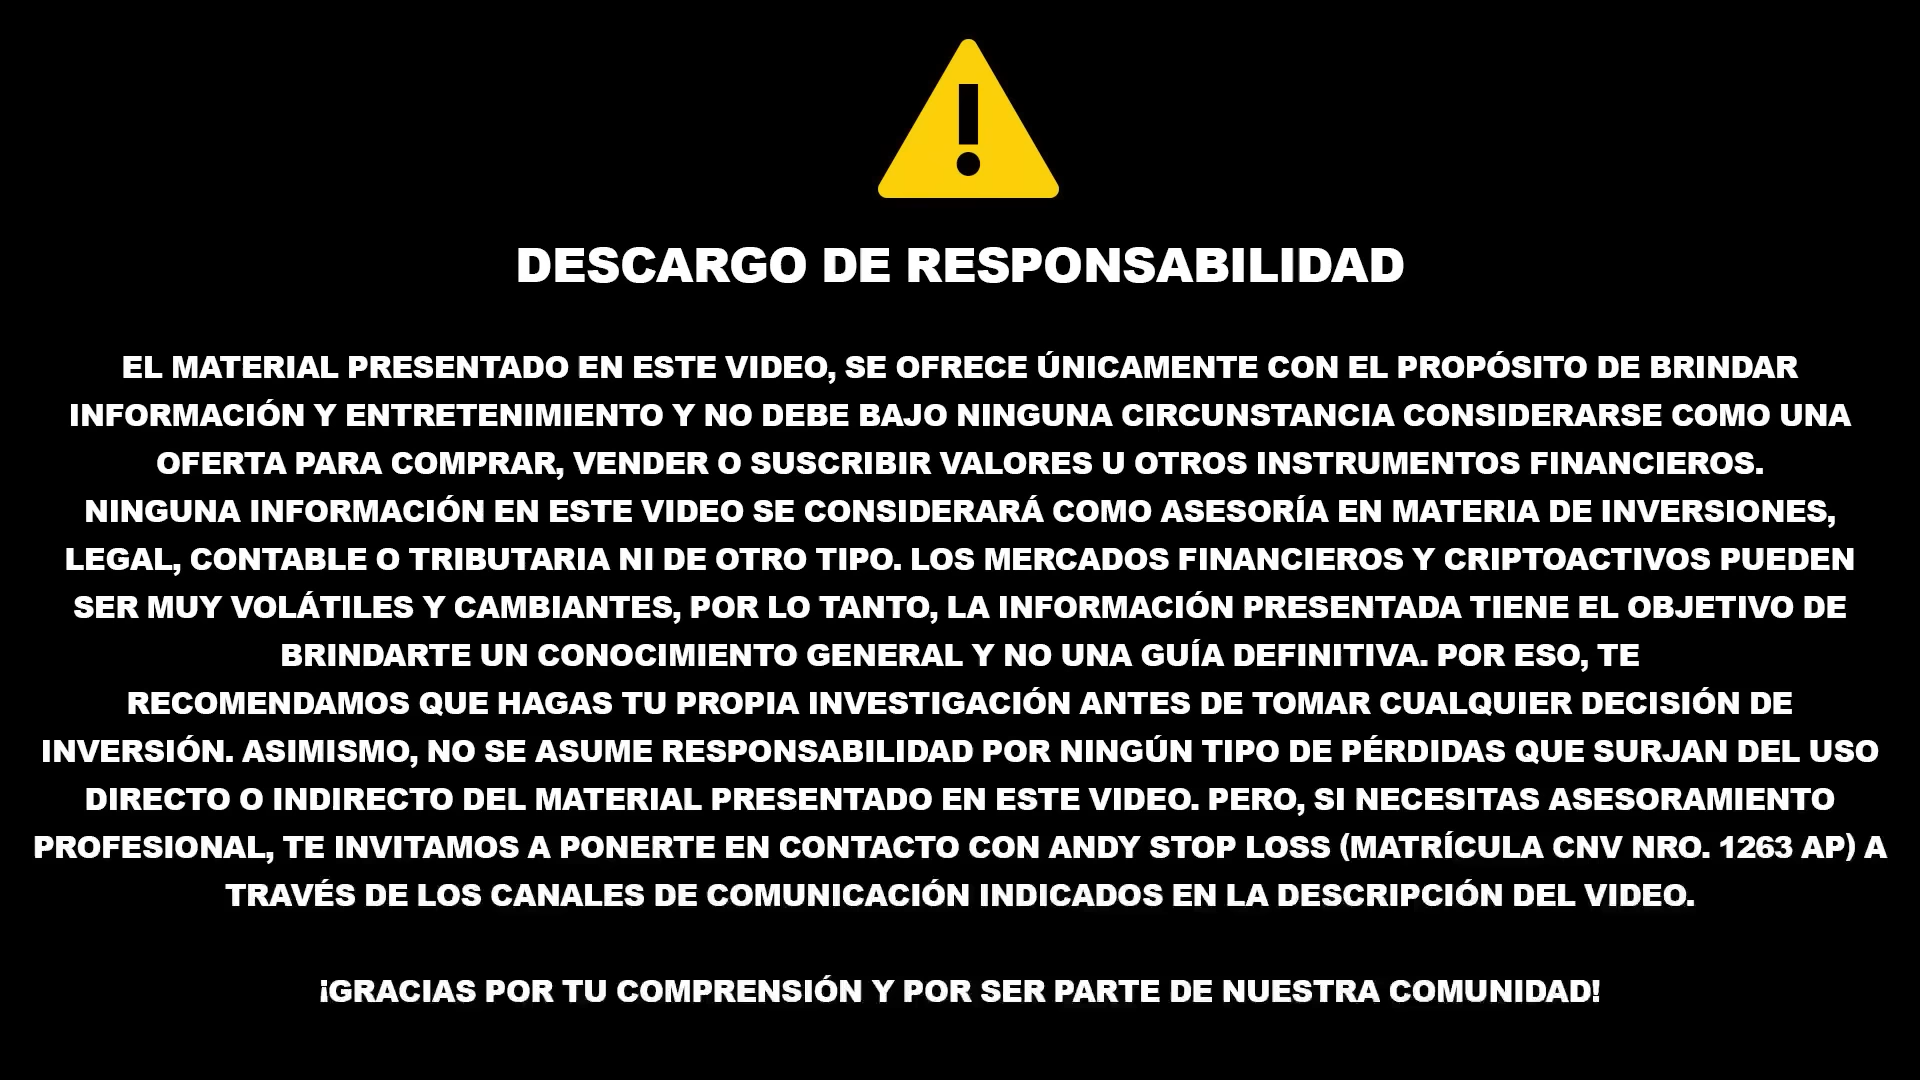 DESCARGO DE RESPONSABILIDAD
EL MATERIAL PRESENTADO EN ESTE VIDEO, SE OFRECE ÚNICAMENTE CON EL PROPÓSITO DE BRINDAR
INFORMACIÓN Y ENTRETENIMIENTO Y NO DEBE BAJO NINGUNA CIRCUNSTANCIA CONSIDERARSE COMO UNA
OFERTA PARA COMPRAR, VENDER O SUSCRIBIR VALORES U OTROS INSTRUMENTOS FINANCIEROS.
NINGUNA INFORMACIÓN EN ESTE VIDEO SE CONSIDERARÁ COMO ASESORÍA EN MATERIA DE INVERSIONES,
LEGAL, CONTABLE O TRIBUTARIA NI DE OTRO TIPO. LOS MERCADOS FINANCIEROS Y CRIPTOACTIVOS PUEDEN
SER MUY VOLÁTILES Y CAMBIANTES, POR LO TANTO, LA INFORMACIÓN PRESENTADA TIENE EL OBJETIVO DE
BRINDARTE UN CONOCIMIENTO GENERAL Y NO UNA GUÍA DEFINITIVA. POR ESO, TE
RECOMENDAMOS QUE HAGAS TU PROPIA INVESTIGACIÓN ANTES DE TOMAR CUALQUIER DECISIÓN DE
INVERSIÓN. ASIMISMO, NO SE ASUME RESPONSABILIDAD POR NINGÚN TIPO DE PÉRDIDAS QUE SURJAN DEL USO
DIRECTO O INDIRECTO DEL MATERIAL PRESENTADO EN ESTE VIDEO. PERO, SI NECESITAS ASESORAMIENTO
PROFESIONAL, TE INVITAMOS A PONERTE EN CONTACTO CON ANDY STOP LOSS (MATRÍCULA CNV NRO. 1263 AP) A
TRAVÉS DE LOS CANALES DE COMUNICACIÓN INDICADOS EN LA DESCRIPCIÓN DEL VIDEO.
¡GRACIAS POR TU COMPRENSIÓN Y POR SER PARTE DE NUESTRA COMUNIDAD!